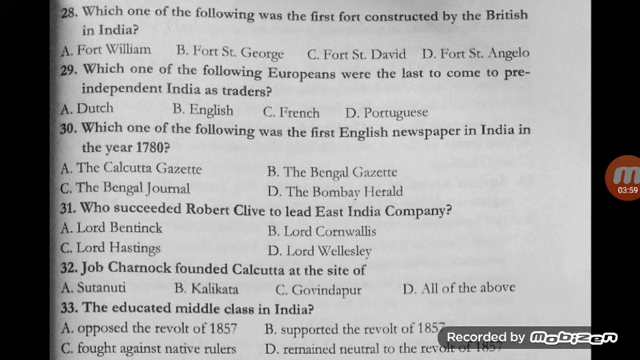 28. Which one of the following was the first fort constructed by the British
in India?
A. Fort William B. Fort St. George C. Fort St. David D. Fort St. Angelo
29. Which one of the following Europeans were the last to come to pre-
independent India as traders?
A. Dutch B. English C. French D. Portuguese
30. Which one of the following was the first English newspaper in India in
the year 1780?
A. The Calcutta Gazette B. The Bengal Gazette
C. The Bengal Journal D. The Bombay Herald
31. Who succeeded Robert Clive to lead East India Company?
A. Lord Bentinck B. Lord Cornwallis
C. Lord Hastings D. Lord Wellesley
32. Job Charnock founded Calcutta at the site of
A. Sutanuti B. Kalikata C. Govindapur D. All of the above
33. The educated middle class in India?
A. opposed the revolt of 1857 B. supported the revolt of 1857
C. fought against native rulers D. remained neutral to the revolt of 1857
M
03:59
Recorded by Mobizen